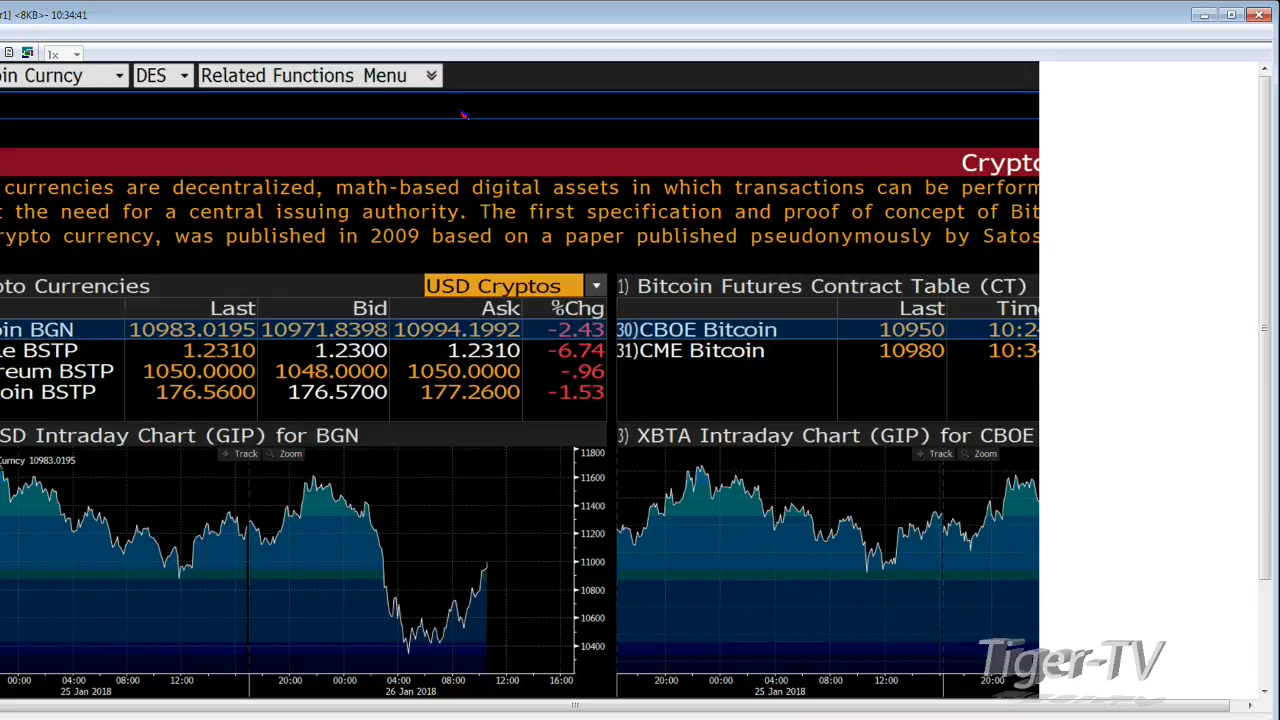 r1] <8KB> - 10:34:41
1x
in Curncy DES Related Functions Menu
Crypto
currencies are decentralized, math-based digital assets in which transactions can be perform
t the need for a central issuing authority. The first specification and proof of concept of Bit
rypto currency, was published in 2009 based on a paper published pseudonymously by Satos
pto Currencies USD Cryptos 1) Bitcoin Futures Contract Table (CT)
Last Bid Ask %Chg Last Time
oin BGN 10983.0195 10971.8398 10994.1992 -2.43 30)CBOE Bitcoin 10950 10:24
le BSTP 1.2310 1.2300 1.2310 -6.74 31)CME Bitcoin 10980 10:34
reum BSTP 1050.0000 1048.0000 1050.0000 -.96
oin BSTP 176.5600 176.5700 177.2600 -1.53
SD Intraday Chart (GIP) for BGN 3) XBTA Intraday Chart (GIP) for CBOE
Track Zoom Track Zoom
Curncy 10983.0195
11800
11600
11400
11200
11000
10800
10600
10400
00:00 04:00 08:00 12:00 20:00 00:00 04:00 08:00 12:00 16:00 20:00 00:00 04:00 08:00 12:00 20:00
25 Jan 2018 26 Jan 2018 25 Jan 2018
Tiger-TV